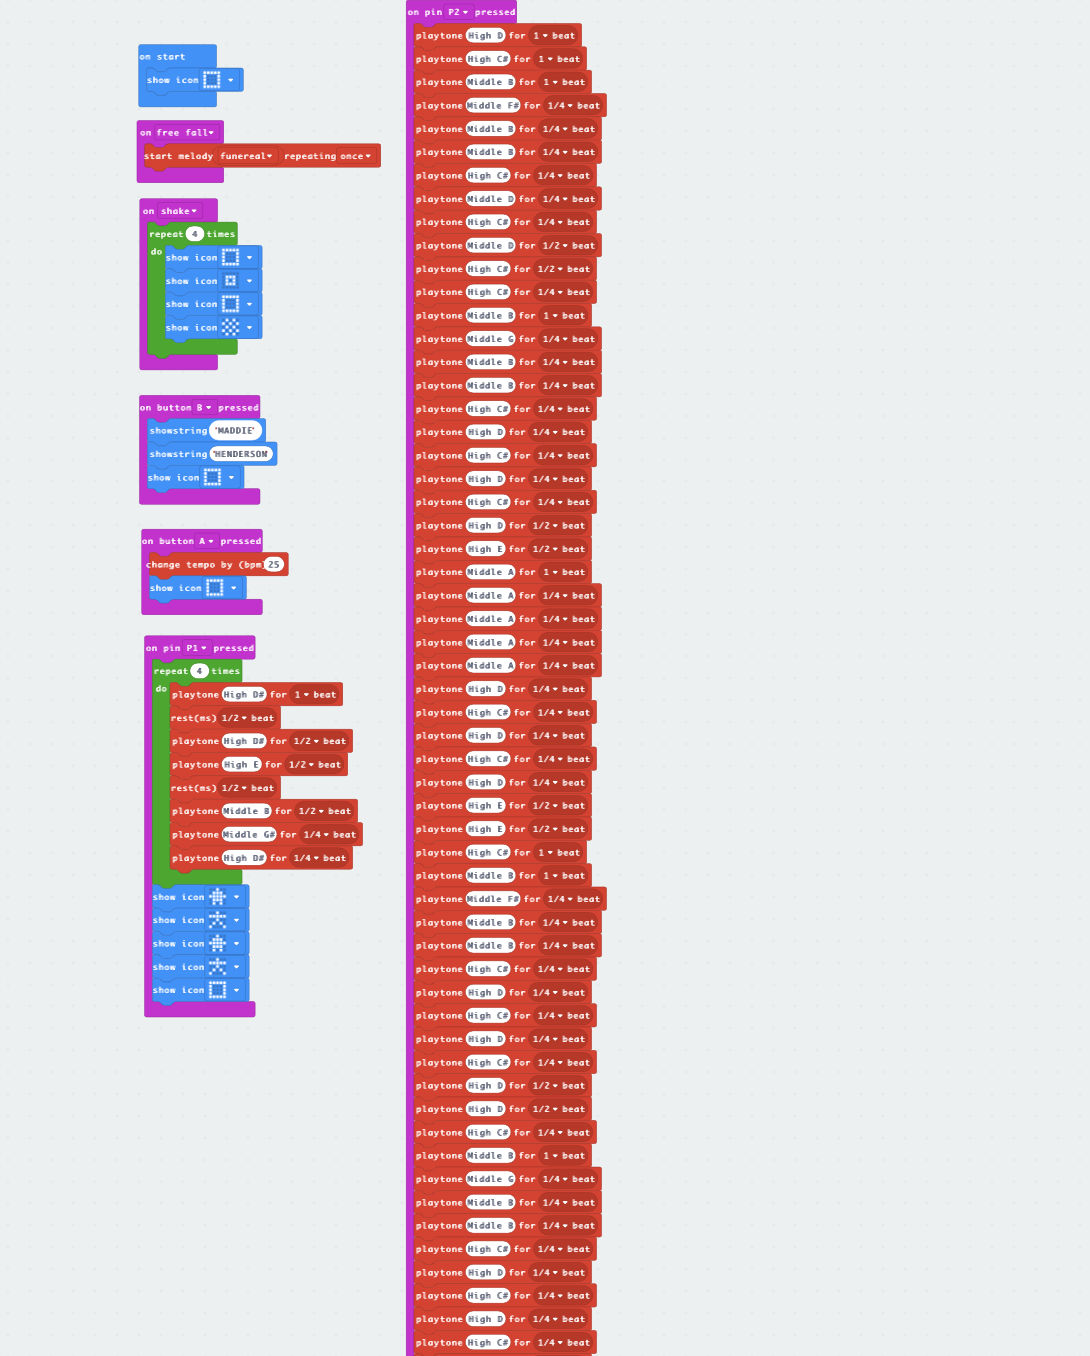 on start
show icon
on free fall
start melody funereal repeating once
on shake
repeat 4 times
do
show icon
show icon
show icon
show icon
on button B pressed
showstring "MADDIE"
showstring "HENDERSON"
show icon
on button A pressed
change tempo by (bpm) 25
show icon
on pin P1 pressed
repeat 4 times
do
playtone High D# for 1 beat
rest(ms) 1/2 beat
playtone High D# for 1/2 beat
playtone High E for 1/2 beat
rest(ms) 1/2 beat
playtone Middle B for 1/2 beat
playtone Middle G# for 1/4 beat
playtone High D# for 1/4 beat
show icon
show icon
show icon
show icon
show icon
on pin P2 pressed
playtone High D for 1 beat
playtone High C# for 1 beat
playtone Middle B for 1 beat
playtone Middle F# for 1/4 beat
playtone Middle B for 1/4 beat
playtone Middle B for 1/4 beat
playtone High C# for 1/4 beat
playtone Middle D for 1/4 beat
playtone High C# for 1/4 beat
playtone Middle D for 1/2 beat
playtone High C# for 1/2 beat
playtone High C# for 1/4 beat
playtone Middle B for 1 beat
playtone Middle G for 1/4 beat
playtone Middle B for 1/4 beat
playtone Middle B for 1/4 beat
playtone High C# for 1/4 beat
playtone High D for 1/4 beat
playtone High C# for 1/4 beat
playtone High D for 1/4 beat
playtone High C# for 1/4 beat
playtone High D for 1/2 beat
playtone High E for 1/2 beat
playtone Middle A for 1 beat
playtone Middle A for 1/4 beat
playtone Middle A for 1/4 beat
playtone Middle A for 1/4 beat
playtone Middle A for 1/4 beat
playtone High D for 1/4 beat
playtone High C# for 1/4 beat
playtone High D for 1/4 beat
playtone High C# for 1/4 beat
playtone High D for 1/4 beat
playtone High E for 1/2 beat
playtone High E for 1/2 beat
playtone High C# for 1 beat
playtone Middle B for 1 beat
playtone Middle F# for 1/4 beat
playtone Middle B for 1/4 beat
playtone Middle B for 1/4 beat
playtone High C# for 1/4 beat
playtone High D for 1/4 beat
playtone High C# for 1/4 beat
playtone High D for 1/4 beat
playtone High C# for 1/4 beat
playtone High D for 1/2 beat
playtone High D for 1/2 beat
playtone High C# for 1/4 beat
playtone Middle B for 1 beat
playtone Middle G for 1/4 beat
playtone Middle B for 1/4 beat
playtone Middle B for 1/4 beat
playtone High C# for 1/4 beat
playtone High D for 1/4 beat
playtone High C# for 1/4 beat
playtone High D for 1/4 beat
playtone High C# for 1/4 beat